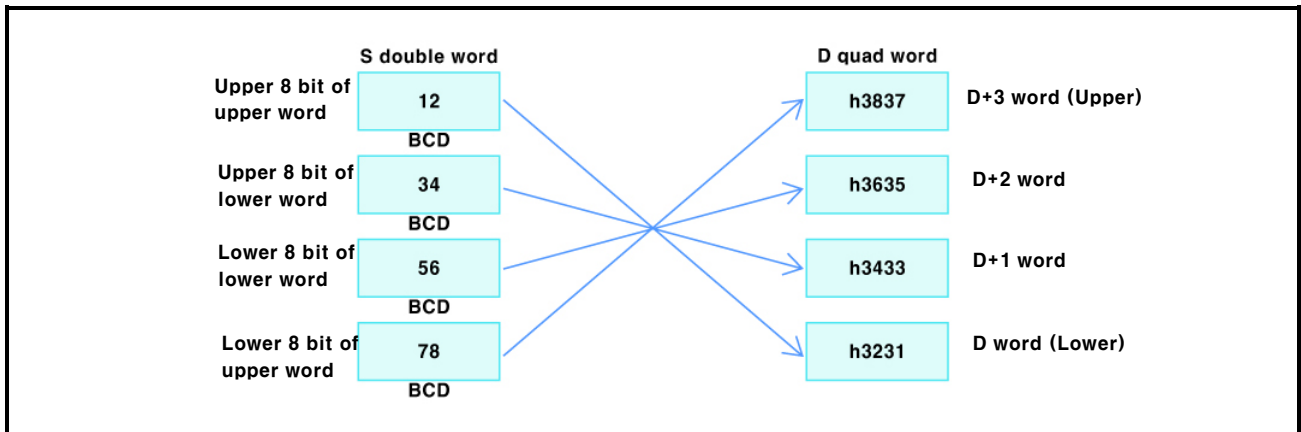 S double word
D quad word
Upper 8 bit of
upper word
12
BCD
h3837
D+3 word (Upper)
Upper 8 bit of
lower word
34
BCD
h3635
D+2 word
Lower 8 bit of
lower word
56
BCD
h3433
D+1 word
Lower 8 bit of
upper word
78
BCD
h3231
D word (Lower)